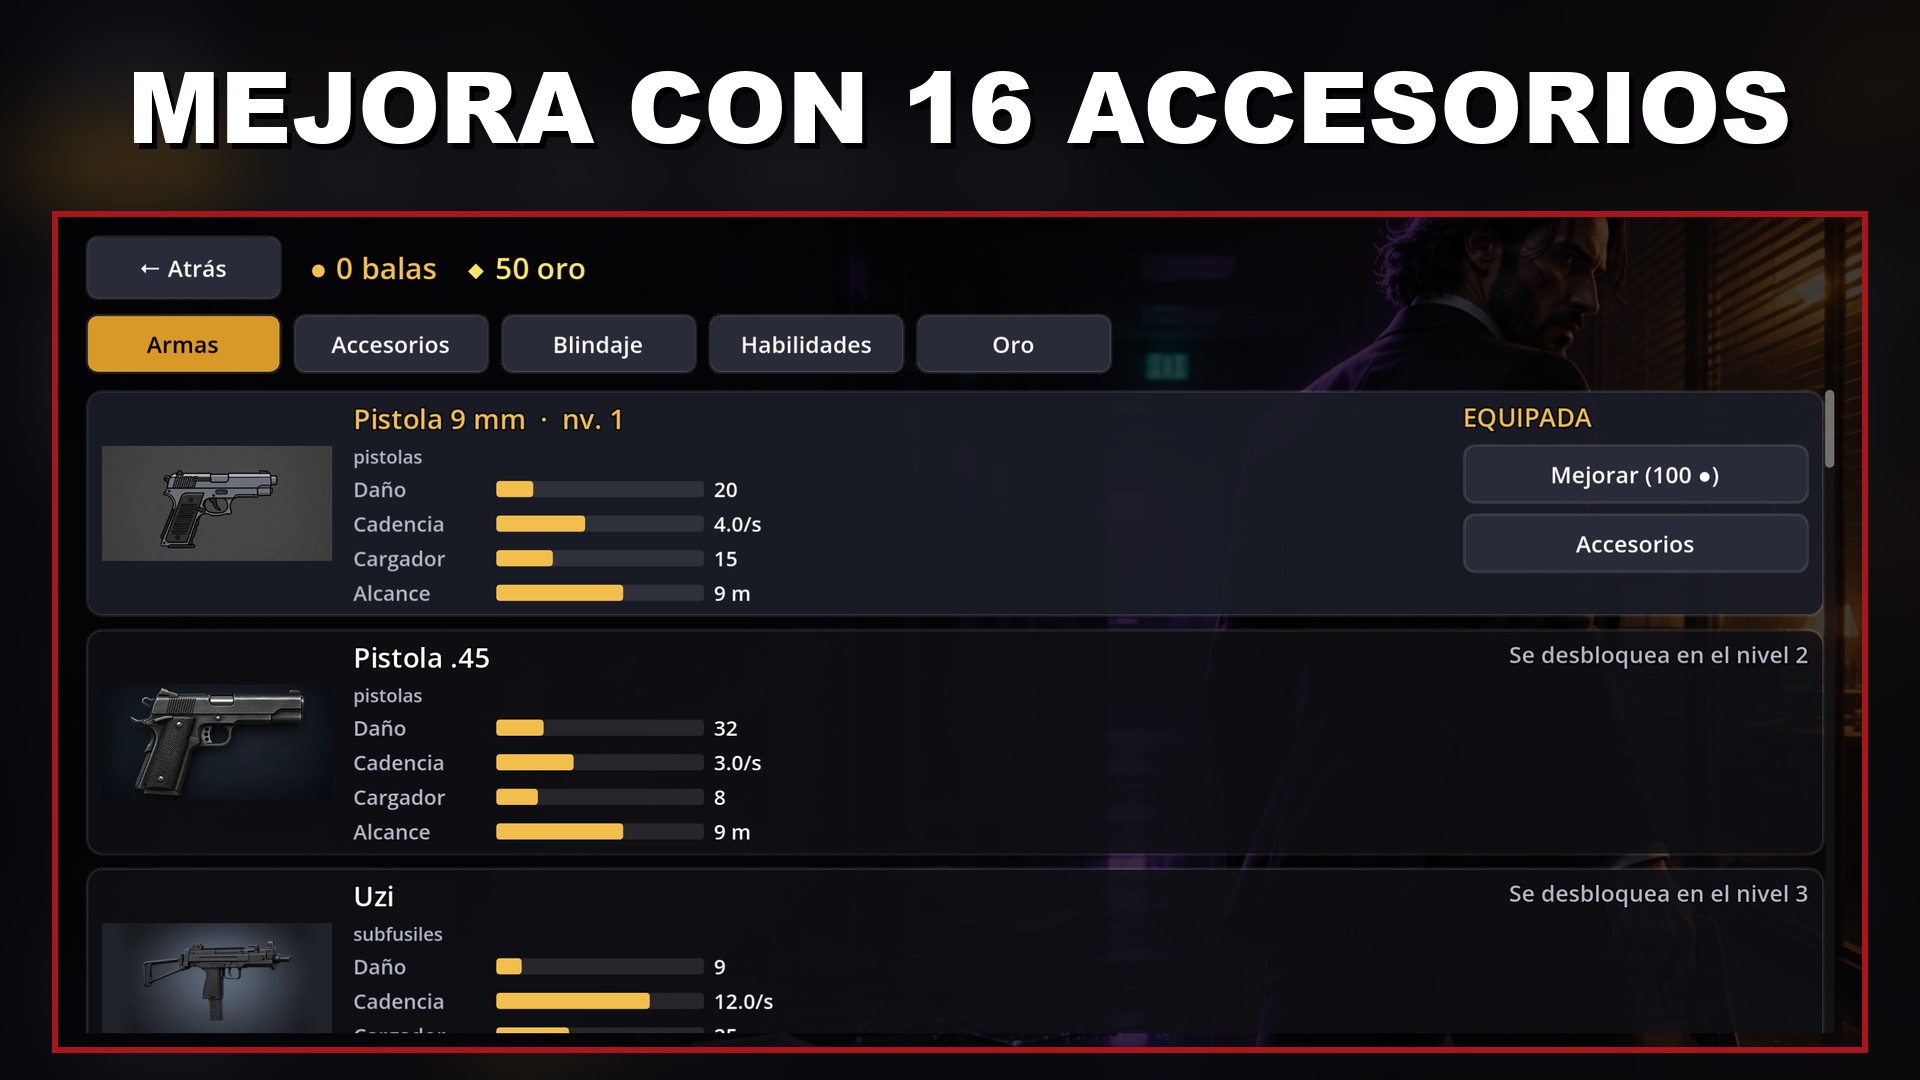 MEJORA CON 16 ACCESORIOS
← Atrás ● 0 balas ◆ 50 oro
Armas Accesorios Blindaje Habilidades Oro
Pistola 9 mm · nv. 1 EQUIPADA
pistolas
Mejorar (100 ●)
Daño 20
Cadencia 4.0/s
Accesorios
Cargador 15
Alcance 9 m
Pistola .45 Se desbloquea en el nivel 2
pistolas
Daño 32
Cadencia 3.0/s
Cargador 8
Alcance 9 m
Uzi Se desbloquea en el nivel 3
subfusiles
Daño 9
Cadencia 12.0/s